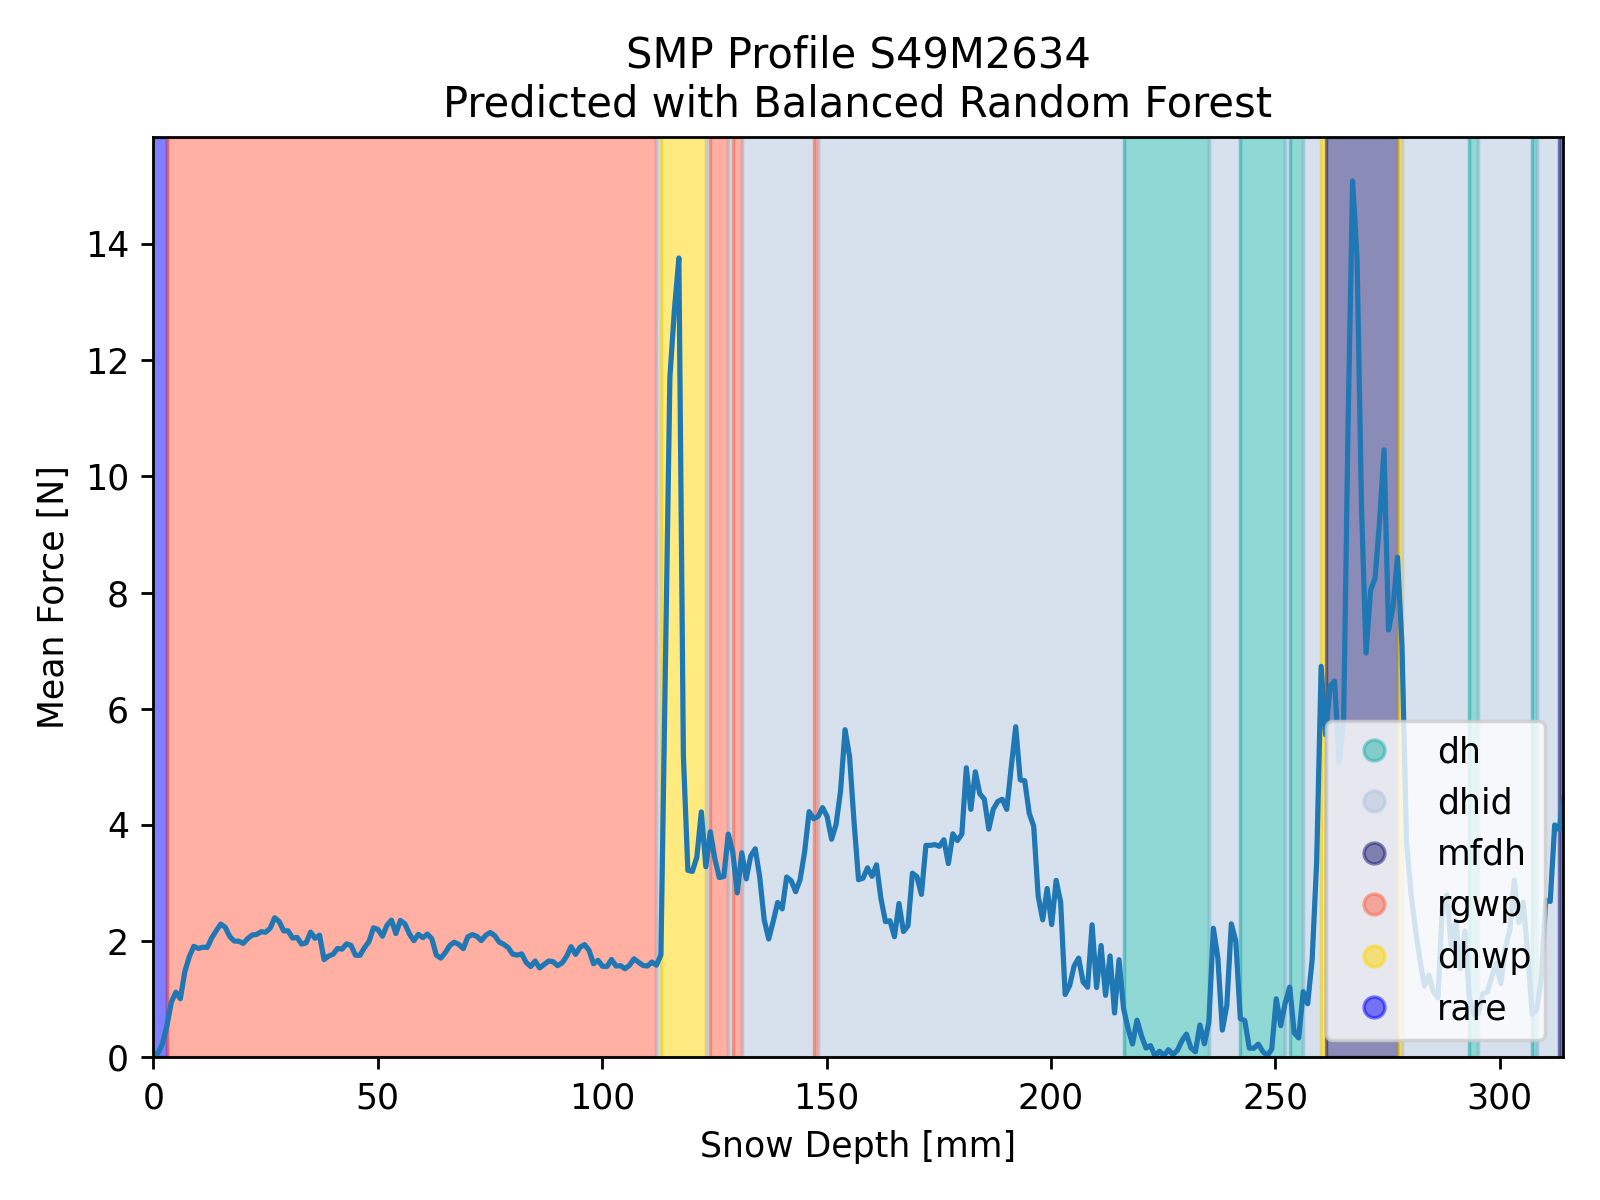 SMP Profile S49M2634
Predicted with Balanced Random Forest
Mean Force [N]
14
12
10
8
6
4
2
0
dh
dhid
mfdh
rgwp
dhwp
rare
0 50 100 150 200 250 300
Snow Depth [mm]